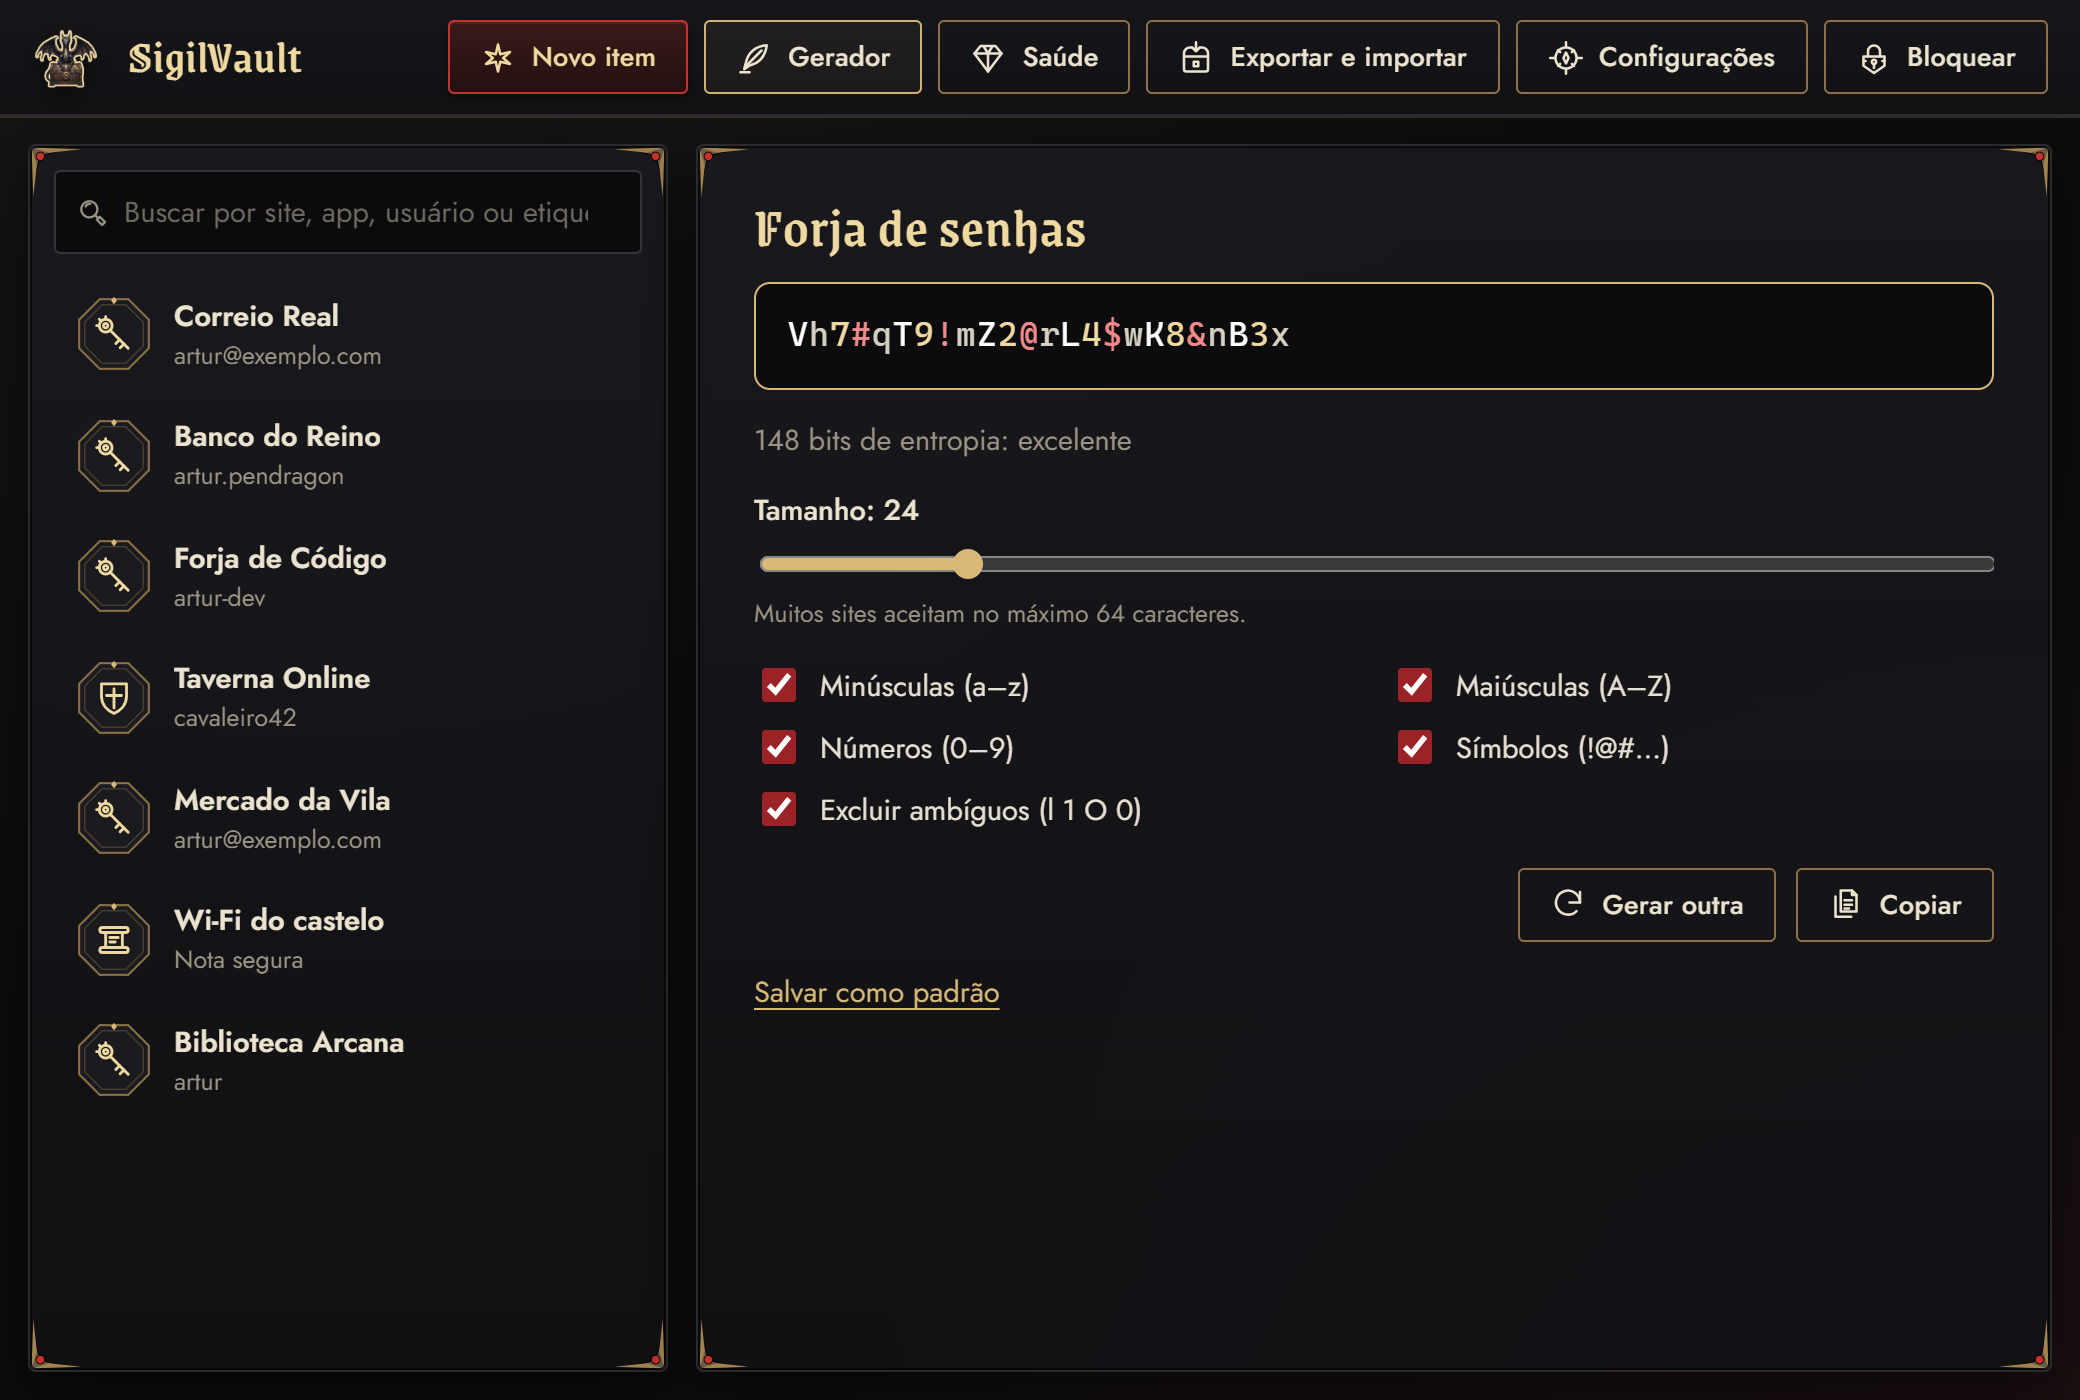 SigilVault
Novo item
Gerador
Saúde
Exportar e importar
Configurações
Bloquear
Buscar por site, app, usuário ou etiqu
Correio Real
artur@exemplo.com
Banco do Reino
artur.pendragon
Forja de Código
artur-dev
Taverna Online
cavaleiro42
Mercado da Vila
artur@exemplo.com
Wi-Fi do castelo
Nota segura
Biblioteca Arcana
artur
Forja de senhas
Vh7#qT9!mZ2@rL4$wK8&nB3x
148 bits de entropia: excelente
Tamanho: 24
Muitos sites aceitam no máximo 64 caracteres.
Minúsculas (a–z)
Maiúsculas (A–Z)
Números (0–9)
Símbolos (!@#...)
Excluir ambíguos (l 1 O 0)
Gerar outra
Copiar
Salvar como padrão